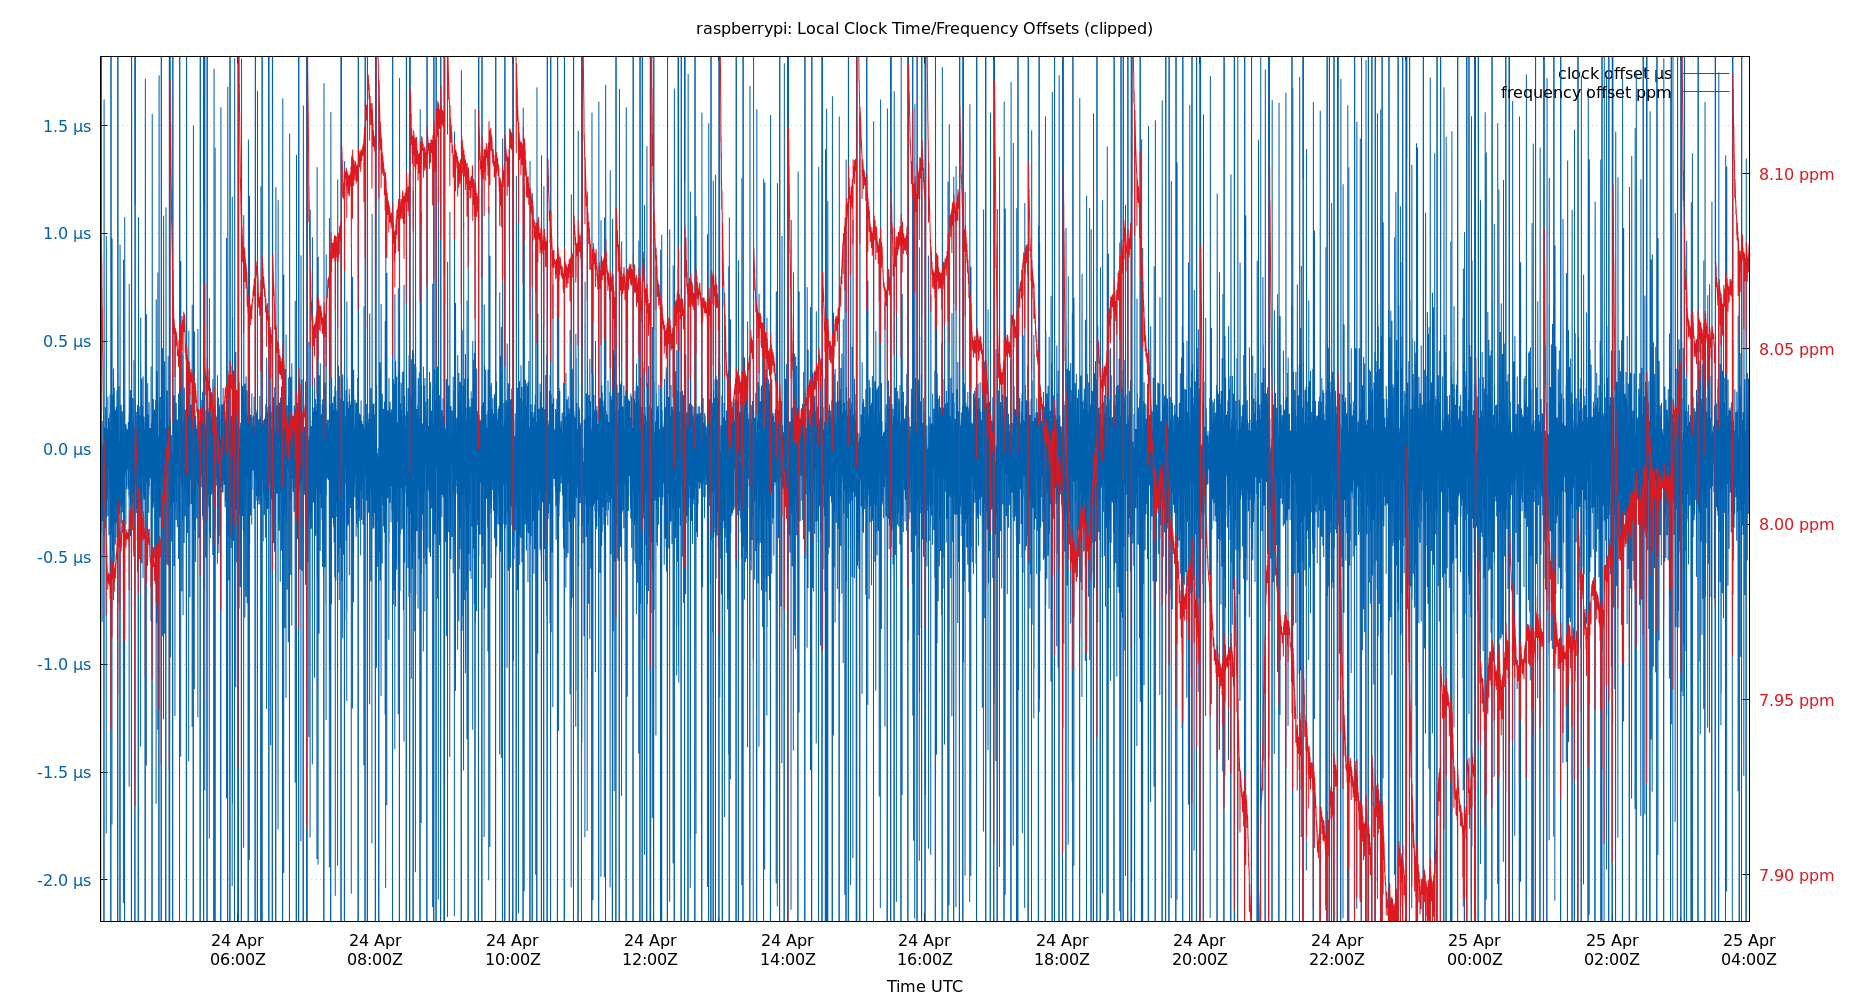 raspberrypi: Local Clock Time/Frequency Offsets (clipped)
clock offset µs
frequency offset ppm
1.5 µs
1.0 µs
0.5 µs
0.0 µs
-0.5 µs
-1.0 µs
-1.5 µs
-2.0 µs
8.10 ppm
8.05 ppm
8.00 ppm
7.95 ppm
7.90 ppm
24 Apr 24 Apr 24 Apr 24 Apr 24 Apr 24 Apr 24 Apr 24 Apr 24 Apr 25 Apr 25 Apr 25 Apr
06:00Z 08:00Z 10:00Z 12:00Z 14:00Z 16:00Z 18:00Z 20:00Z 22:00Z 00:00Z 02:00Z 04:00Z
Time UTC